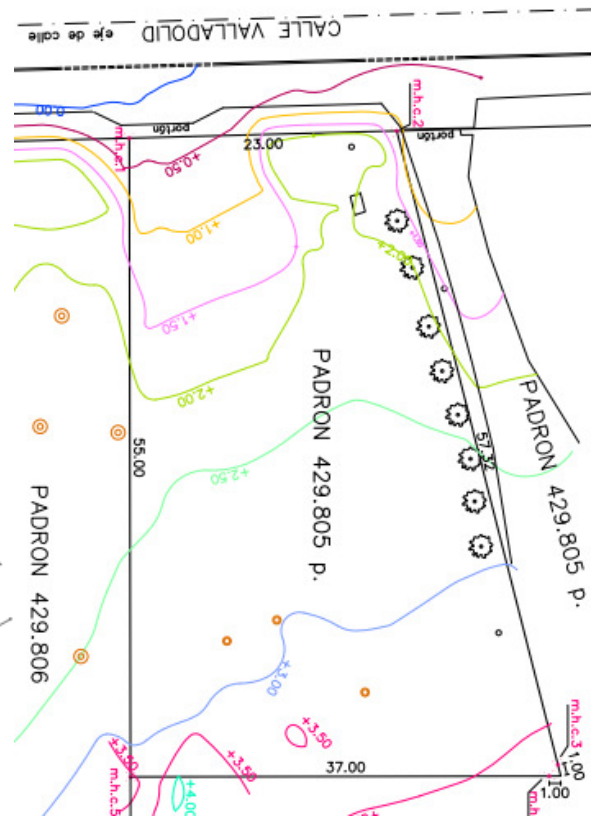 CALLE VALLADOLID
eje de calle
0.00
portón
portón
m.h.c.1
m.h.c.2
+0.50
23.00
+1.00
+1.50
+2.00
+2.00
+2.50
55.00
57.32
PADRON 429.805 p.
PADRON 429.805 p.
PADRON 429.806
+3.00
+3.50
+3.50
+3.50
+4.00
37.00
m.h.c.3
1.00
1.00
m.h.c.5
m.h